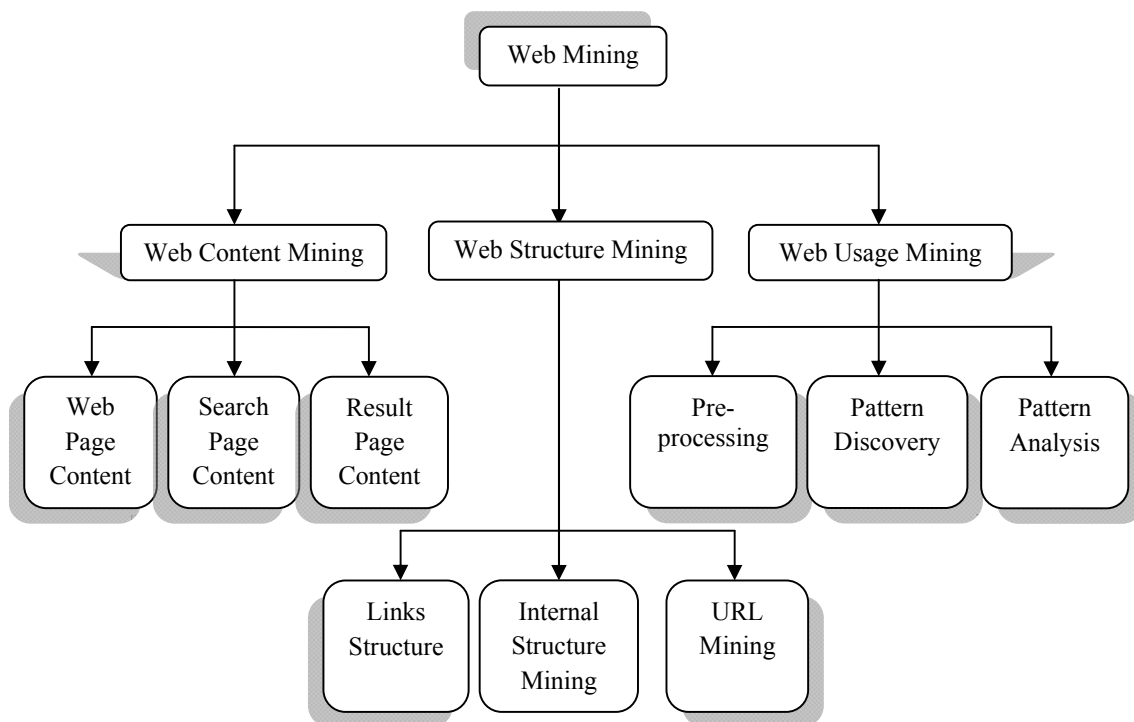 Web Mining
Web Content Mining
Web Structure Mining
Web Usage Mining
Web
Page
Content
Search
Page
Content
Result
Page
Content
Pre-
processing
Pattern
Discovery
Pattern
Analysis
Links
Structure
Internal
Structure
Mining
URL
Mining